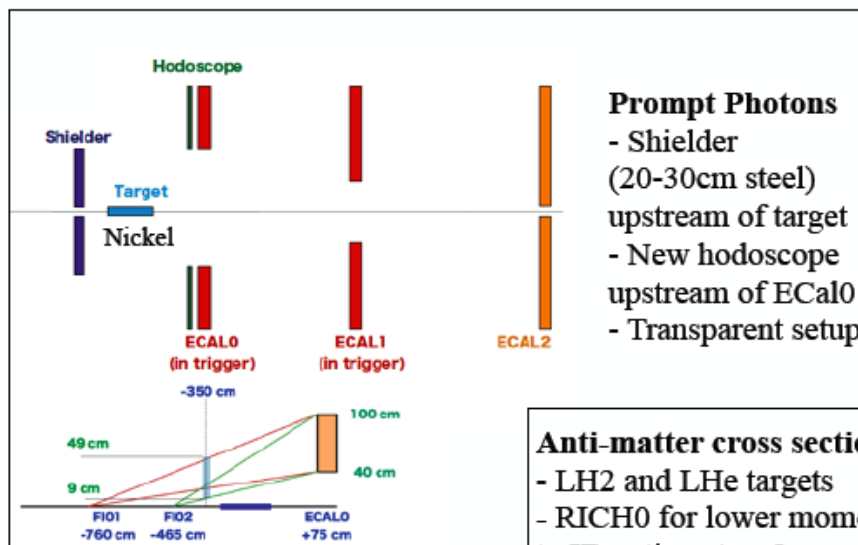 Hodoscope
Shielder
Target
Nickel
ECAL0
(in trigger)
ECAL1
(in trigger)
ECAL2
Prompt Photons
- Shielder
(20-30cm steel)
upstream of target
- New hodoscope
upstream of ECal0
- Transparent setup
-350 cm
49 cm
9 cm
100 cm
40 cm
FI01
-760 cm
FI02
-465 cm
ECAL0
+75 cm
Anti-matter cross sectio
- LH2 and LHe targets
- RICH0 for lower mome